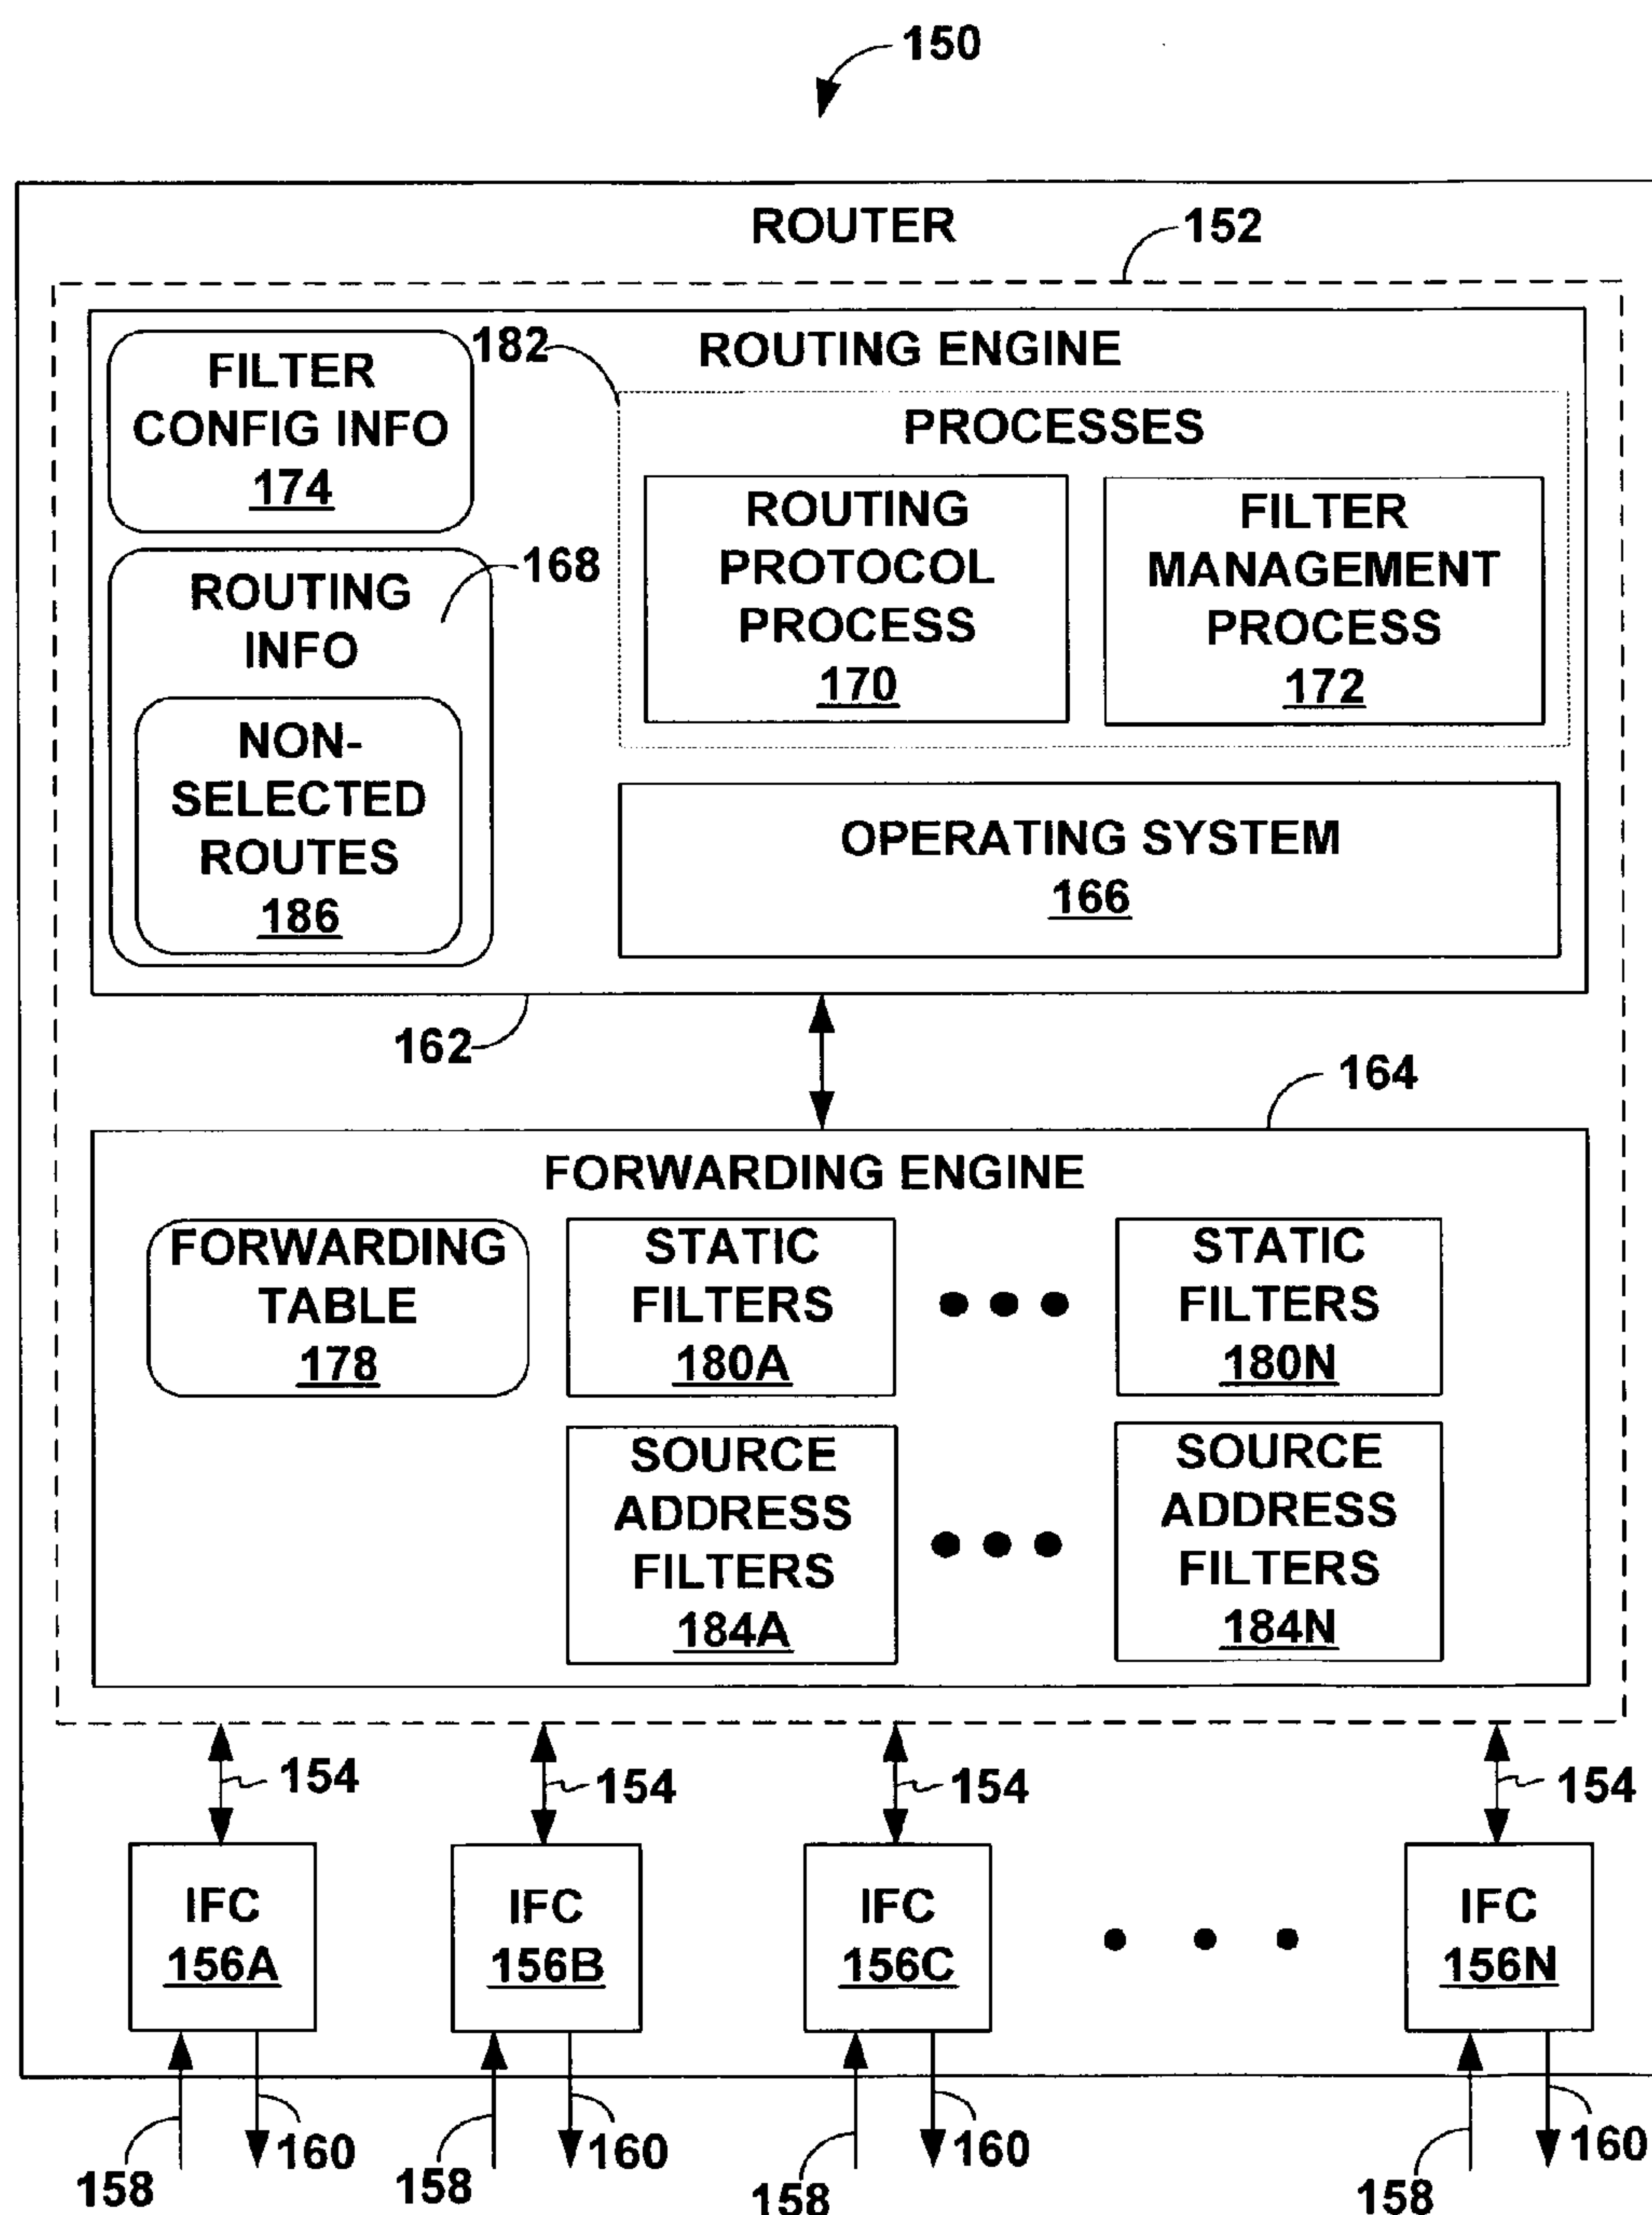 150
ROUTER
152
182
ROUTING ENGINE
FILTER
CONFIG INFO
174
PROCESSES
ROUTING
PROTOCOL
PROCESS
170
FILTER
MANAGEMENT
PROCESS
172
168
ROUTING
INFO
NON-
SELECTED
ROUTES
186
OPERATING SYSTEM
166
162
164
FORWARDING ENGINE
FORWARDING
TABLE
178
STATIC
FILTERS
180A
STATIC
FILTERS
180N
SOURCE
ADDRESS
FILTERS
184A
SOURCE
ADDRESS
FILTERS
184N
154
154
154
154
IFC
156A
IFC
156B
IFC
156C
IFC
156N
158
160
158
160
158
160
158
160